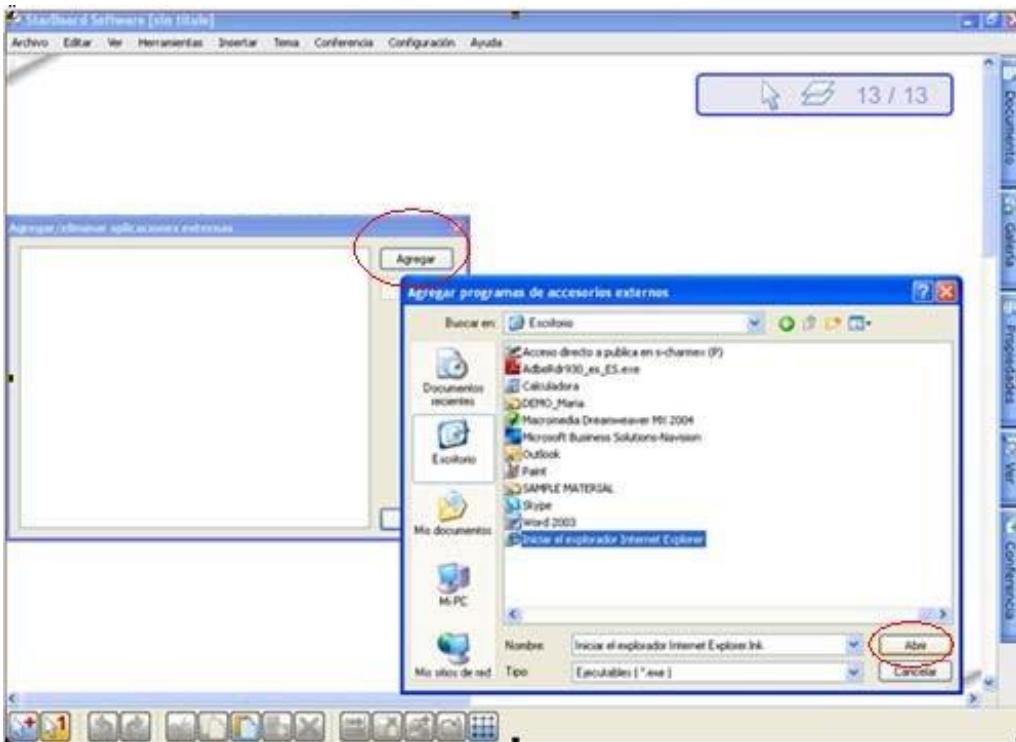 StarBoard Software [sin título]
Archivo Editar Ver Herramientas Insertar Tema Conferencia Configuración Ayuda
13 / 13
Documento
Galería
Propiedades
Ver
Conferencia
Agregar/eliminar aplicaciones externas
Agregar
Agregar programas de accesorios externos
Buscar en: Escritorio
Documentos recientes
Escritorio
Mis documentos
Mi PC
Mis sitios de red
Acceso directo a publica en s-charmex (P)
AdbeRdr930_es_ES.exe
Calculadora
DEMO_Maria
Macromedia Dreamweaver MX 2004
Microsoft Business Solutions-Navision
Outlook
Paint
SAMPLE MATERIAL
Skype
Word 2003
Iniciar el explorador Internet Explorer
Nombre: Iniciar el explorador Internet Explorer.lnk
Abrir
Tipo: Ejecutables ( *.exe )
Cancelar
1